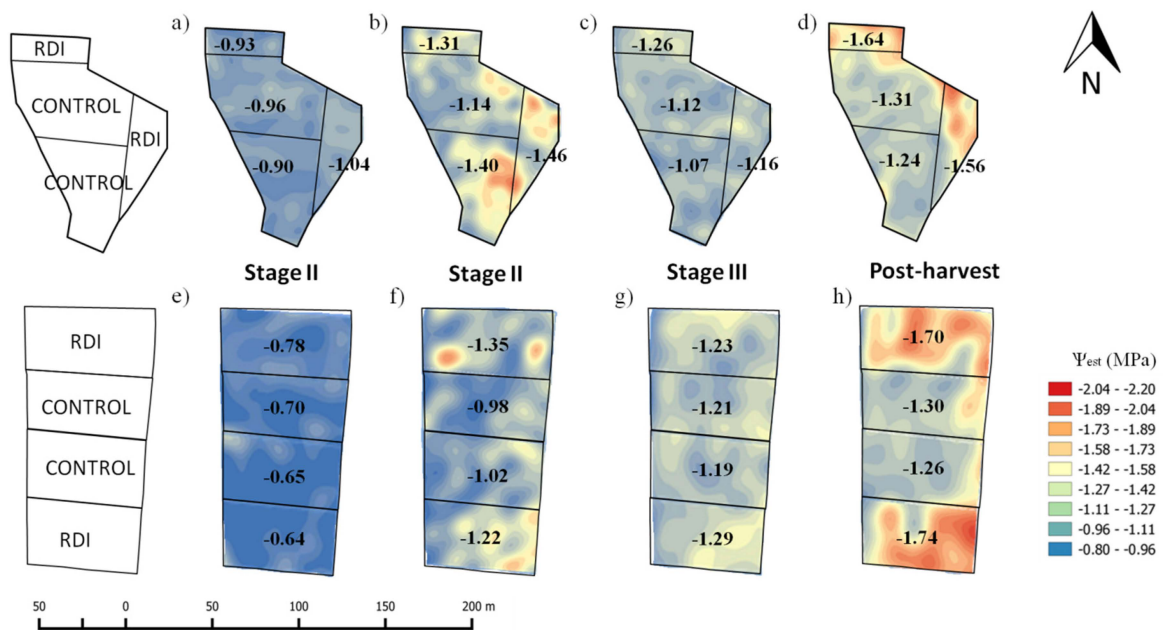 a)
b)
c)
d)
RDI
-0.93
-1.31
-1.26
-1.64
N
CONTROL
-0.96
-1.14
-1.12
-1.31
RDI
CONTROL
-0.90
-1.04
-1.40
-1.46
-1.07
-1.16
-1.24
-1.56
Stage II
Stage II
Stage III
Post-harvest
e)
f)
g)
h)
RDI
-0.78
-1.35
-1.23
-1.70
CONTROL
-0.70
-0.98
-1.21
-1.30
CONTROL
-0.65
-1.02
-1.19
-1.26
RDI
-0.64
-1.22
-1.29
-1.74
Ψest (MPa)
-2.04 - -2.20
-1.89 - -2.04
-1.73 - -1.89
-1.58 - -1.73
-1.42 - -1.58
-1.27 - -1.42
-1.11 - -1.27
-0.96 - -1.11
-0.80 - -0.96
50 0 50 100 150 200 m